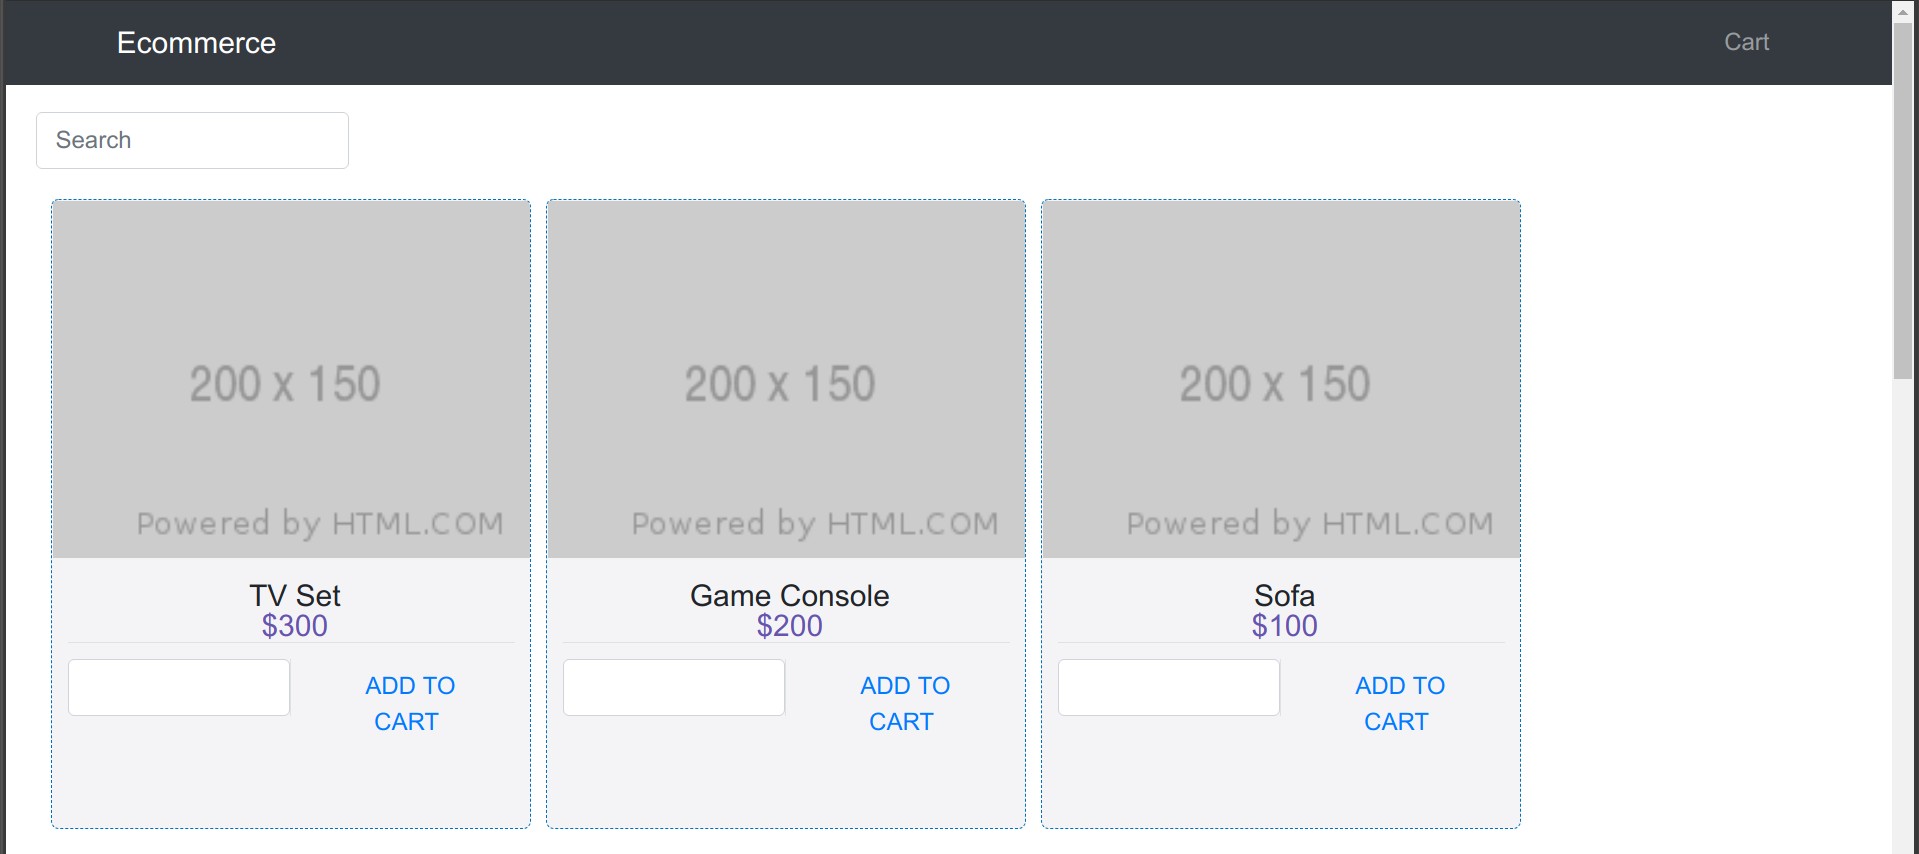 Ecommerce Cart
Search
200 x 150 200 x 150 200 x 150
Powered by HTML.COM Powered by HTML.COM Powered by HTML.COM
TV Set Game Console Sofa
$300 $200 $100
ADD TO ADD TO ADD TO
CART CART CART